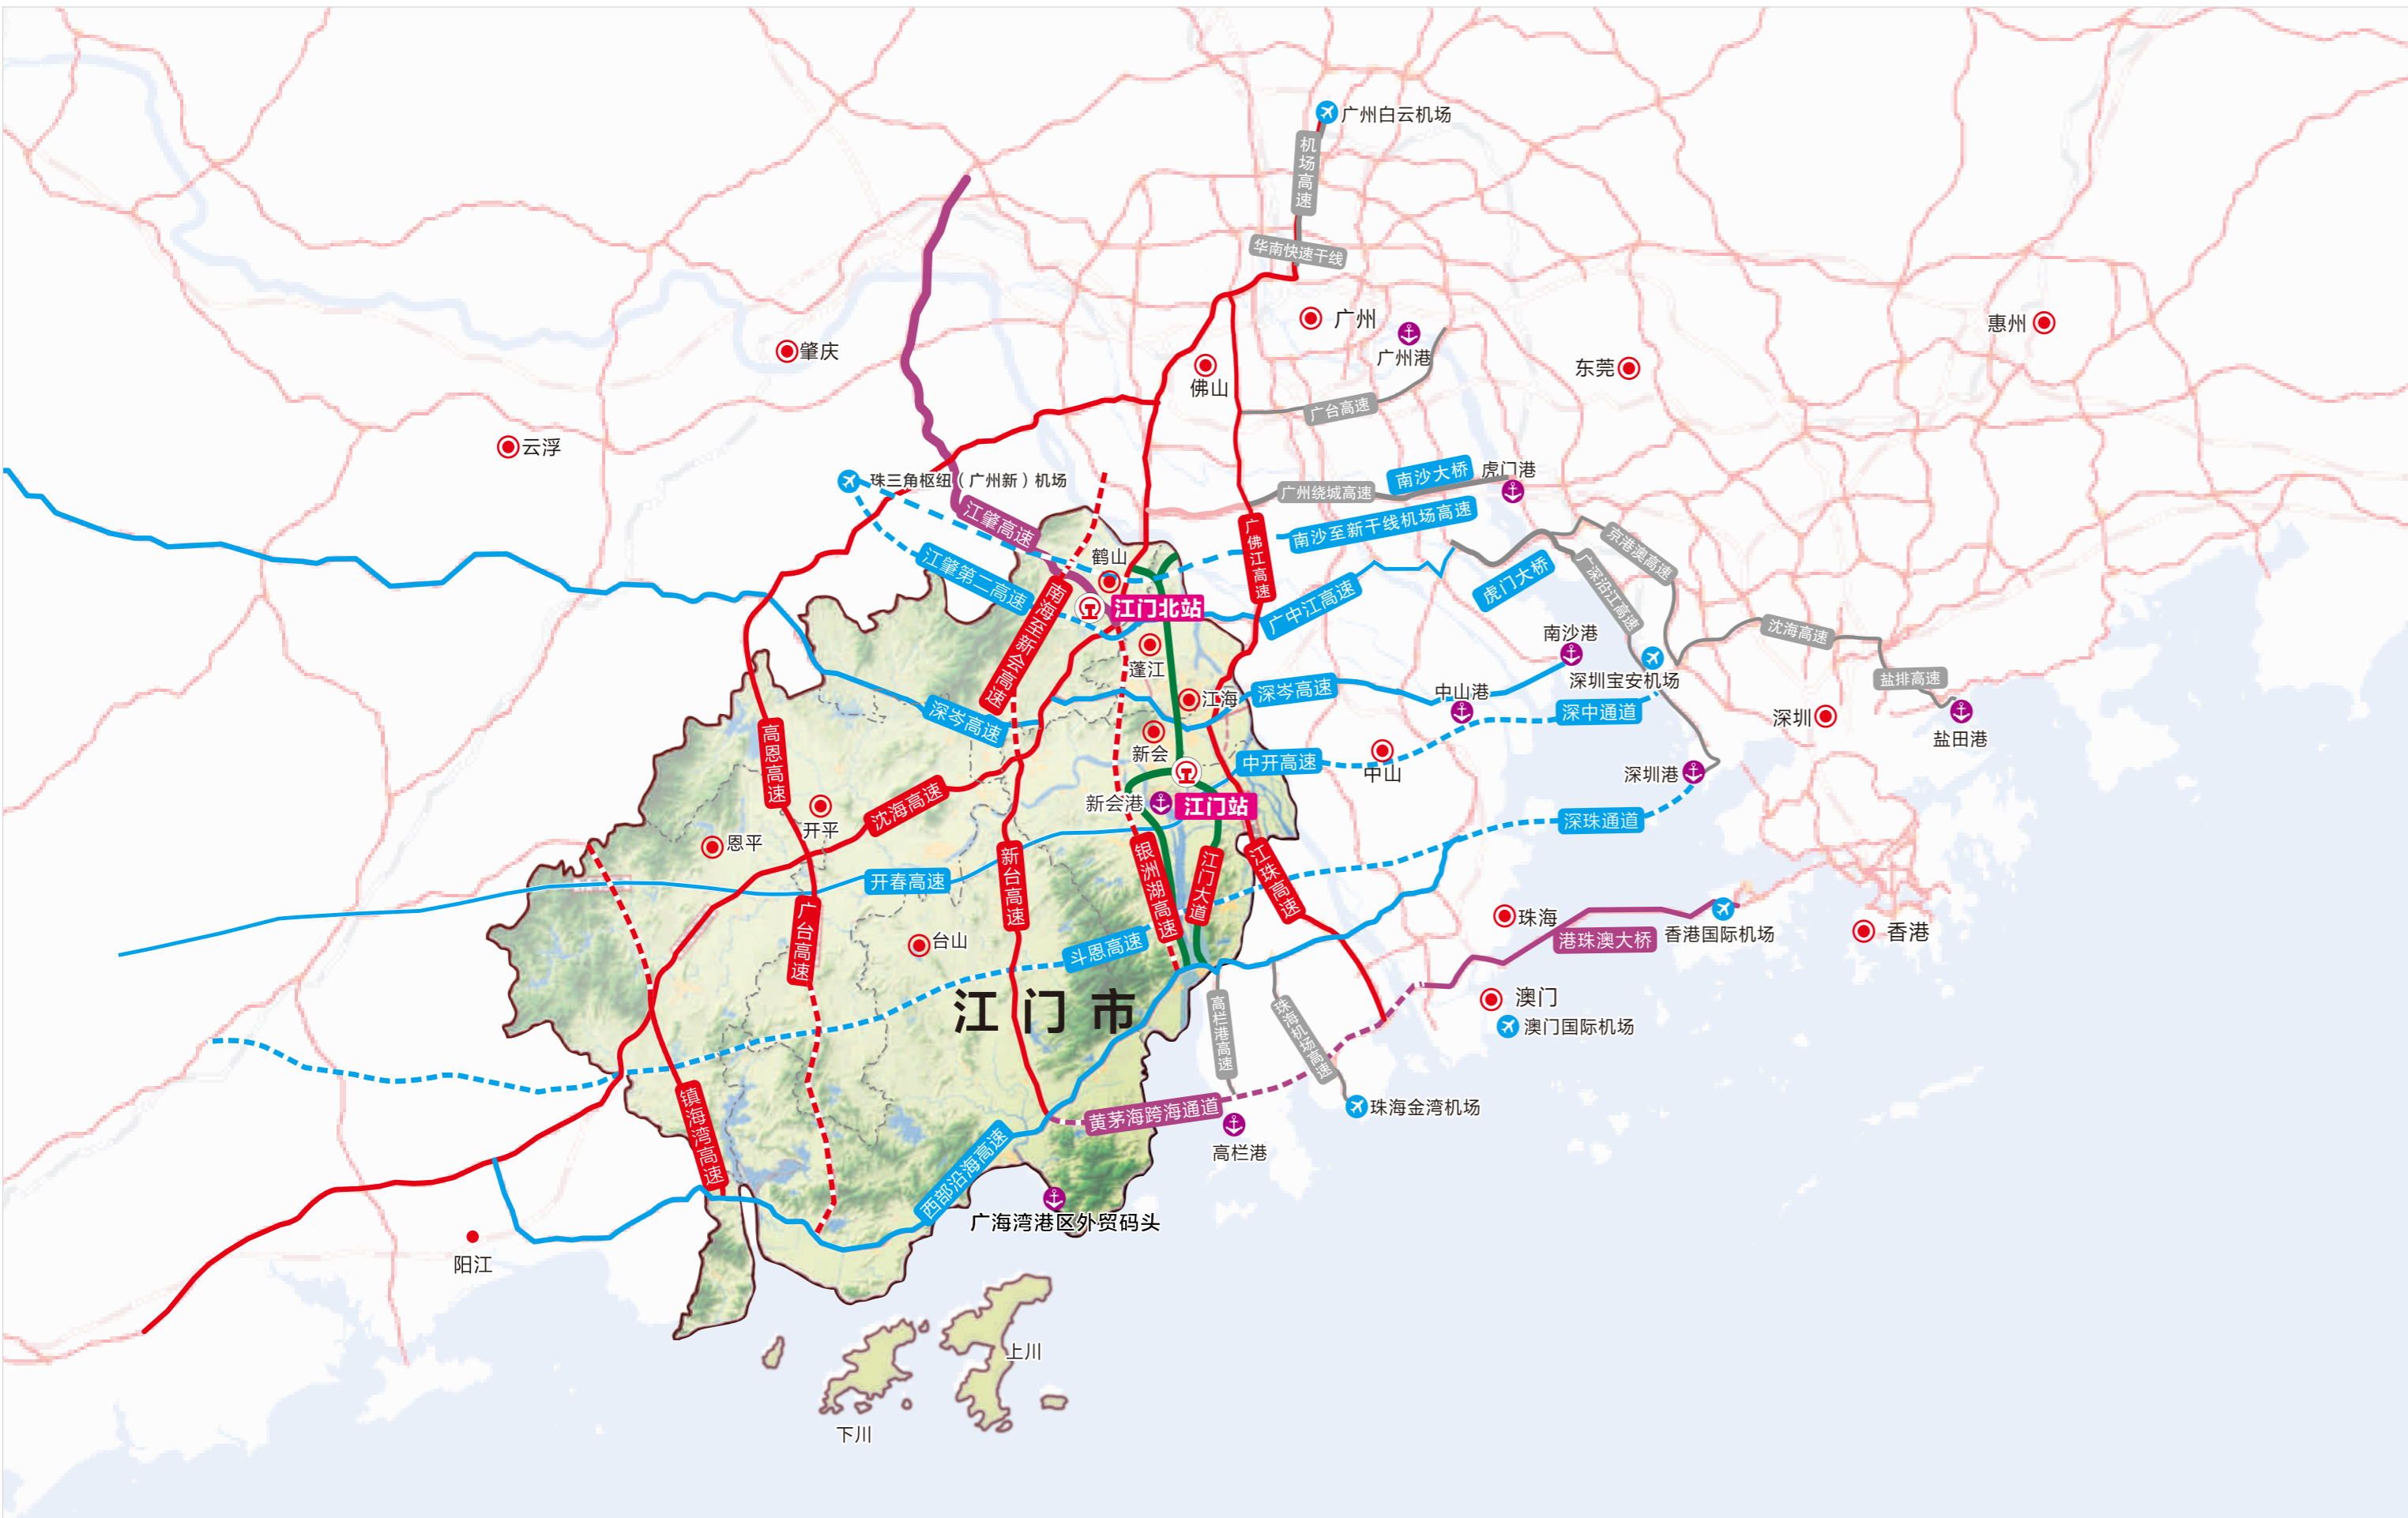 广州白云机场
机场高速
华南快速干线
广州
广州港
惠州
肇庆
佛山
东莞
广台高速
云浮
珠三角枢纽（广州新）机场
南沙大桥
虎门港
广州绕城高速
江肇高速
南沙至新干线机场高速
广佛江高速
京港澳高速
鹤山
江肇第二高速
虎门大桥
广深沿江高速
江门北站
广中江高速
南海至新会高速
南沙港
沈海高速
蓬江
深圳宝安机场
盐排高速
江海
深岑高速
中山港
深岑高速
深中通道
深圳
盐田港
新会
高恩高速
中开高速
中山
深圳港
新会港
江门站
沈海高速
开平
深珠通道
恩平
新台高速
银洲湖高速
江门大道
江珠高速
开春高速
珠海
广台高速
台山
斗恩高速
港珠澳大桥
香港国际机场
香港
江门市
澳门
澳门国际机场
高栏港高速
珠海机场高速
镇海湾高速
黄茅海跨海通道
珠海金湾机场
高栏港
西部沿海高速
广海湾港区外贸码头
阳江
上川
下川